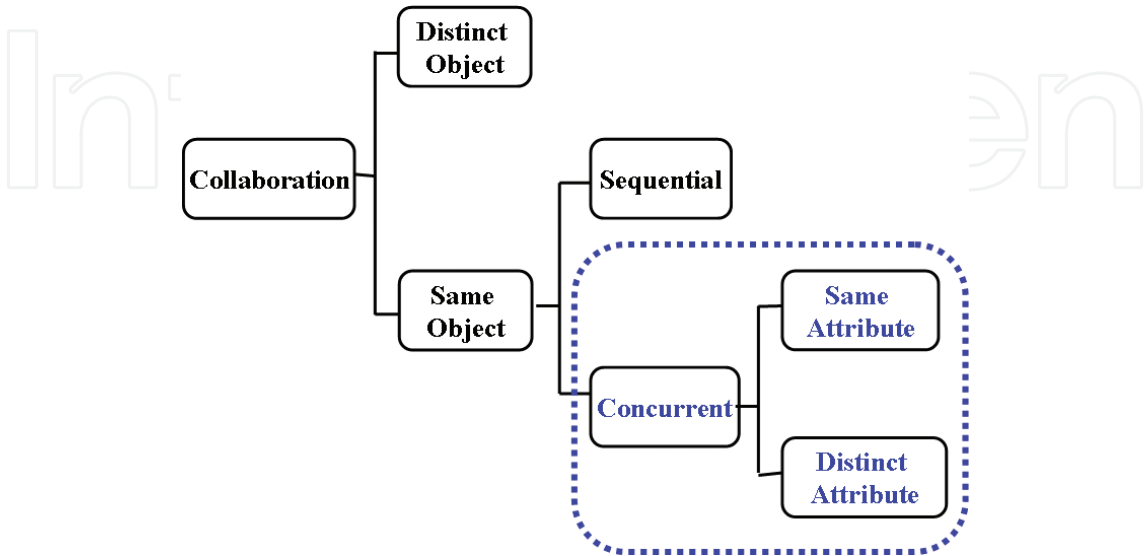 Distinct
Object
Collaboration
Sequential
Same
Object
Same
Attribute
Concurrent
Distinct
Attribute